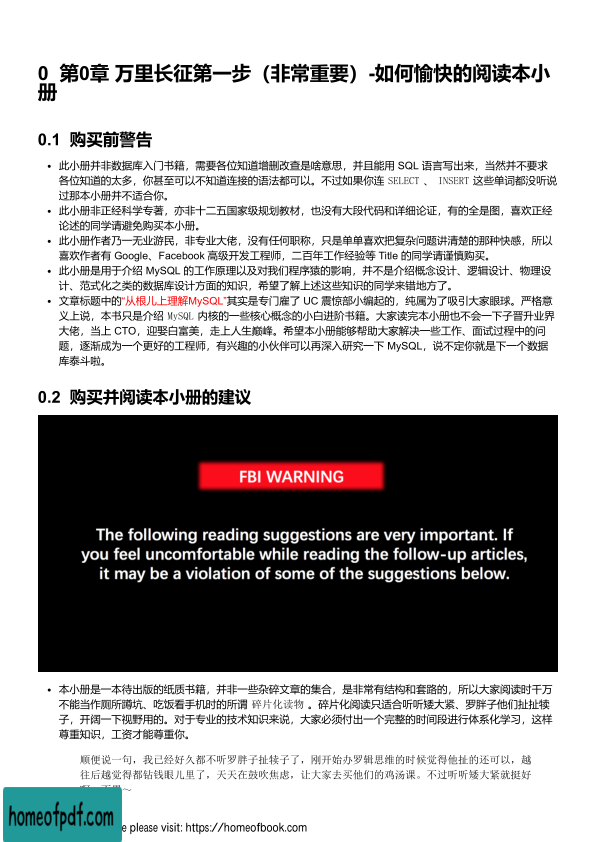 0 第0章 万里长征第一步（非常重要）-如何愉快的阅读本小
册
0.1 购买前警告
• 此小册并非数据库入门书籍，需要各位知道增删改查是啥意思，并且能用 SQL 语言写出来，当然并不要求
各位知道的太多，你甚至可以不知道连接的语法都可以。不过如果你连 SELECT 、 INSERT 这些单词都没听说
过那本小册并不适合你。
• 此小册非正经科学专著，亦非十二五国家级规划教材，也没有大段代码和详细论证，有的全是图，喜欢正经
论述的同学请避免购买本小册。
• 此小册作者乃一无业游民，非专业大佬，没有任何职称，只是单单喜欢把复杂问题讲清楚的那种快感，所以
喜欢作者有 Google、Facebook 高级开发工程师，二百年工作经验等 Title 的同学请谨慎购买。
• 此小册是用于介绍 MySQL 的工作原理以及对我们程序猿的影响，并不是介绍概念设计、逻辑设计、物理设
计、范式化之类的数据库设计方面的知识，希望了解上述这些知识的同学来错地方了。
• 文章标题中的“从根儿上理解MySQL”其实是专门雇了 UC 震惊部小编起的，纯属为了吸引大家眼球。严格意
义上说，本书只是介绍 MySQL 内核的一些核心概念的小白进阶书籍。大家读完本小册也不会一下子晋升业界
大佬，当上 CTO，迎娶白富美，走上人生巅峰。希望本小册能够帮助大家解决一些工作、面试过程中的问
题，逐渐成为一个更好的工程师，有兴趣的小伙伴可以再深入研究一下 MySQL，说不定你就是下一个数据
库泰斗啦。
0.2 购买并阅读本小册的建议
FBI WARNING
The following reading suggestions are very important. If
you feel uncomfortable while reading the follow-up articles,
it may be a violation of some of the suggestions below.
• 本小册是一本待出版的纸质书籍，并非一些杂碎文章的集合，是非常有结构和套路的，所以大家阅读时千万
不能当作厕所蹲坑、吃饭看手机时的所谓 碎片化读物 。碎片化阅读只适合听听矮大紧、罗胖子他们扯扯犊
子，开阔一下视野用的。对于专业的技术知识来说，大家必须付出一个完整的时间段进行体系化学习，这样
尊重知识，工资才能尊重你。
顺便说一句，我已经好久都不听罗胖子扯犊子了，刚开始办罗辑思维的时候觉得他扯的还可以，越
往后越觉得都钻钱眼儿里了，天天在鼓吹焦虑，让大家去买他们的鸡汤课。不过听听矮大紧就挺好
homeofpdf.com
e please visit: https://homeofbook.com